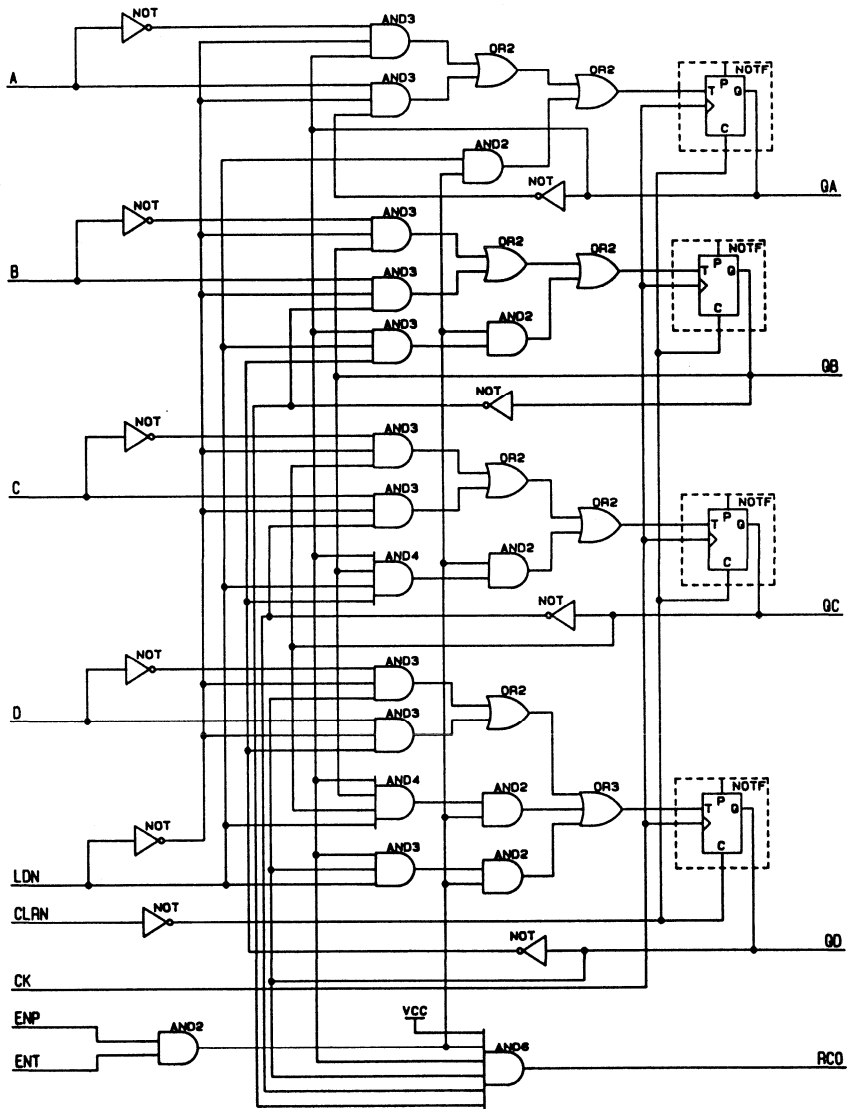 NOT
AND3
OR2
NOTF
A
AND3
OR2
T
P
Q
C
AND2
NOT
QA
NOT
AND3
OR2
OR2
NOTF
B
AND3
T
P
Q
C
AND3
AND2
QB
NOT
NOT
AND3
OR2
NOTF
C
AND3
OR2
T
P
Q
C
AND4
AND2
NOT
QC
NOT
AND3
OR2
D
AND3
NOTF
AND4
AND2
OR3
T
P
Q
C
NOT
AND3
AND2
LDN
CLRN
NOT
NOT
QD
CK
ENP
VCC
AND2
AND6
ENT
RCO